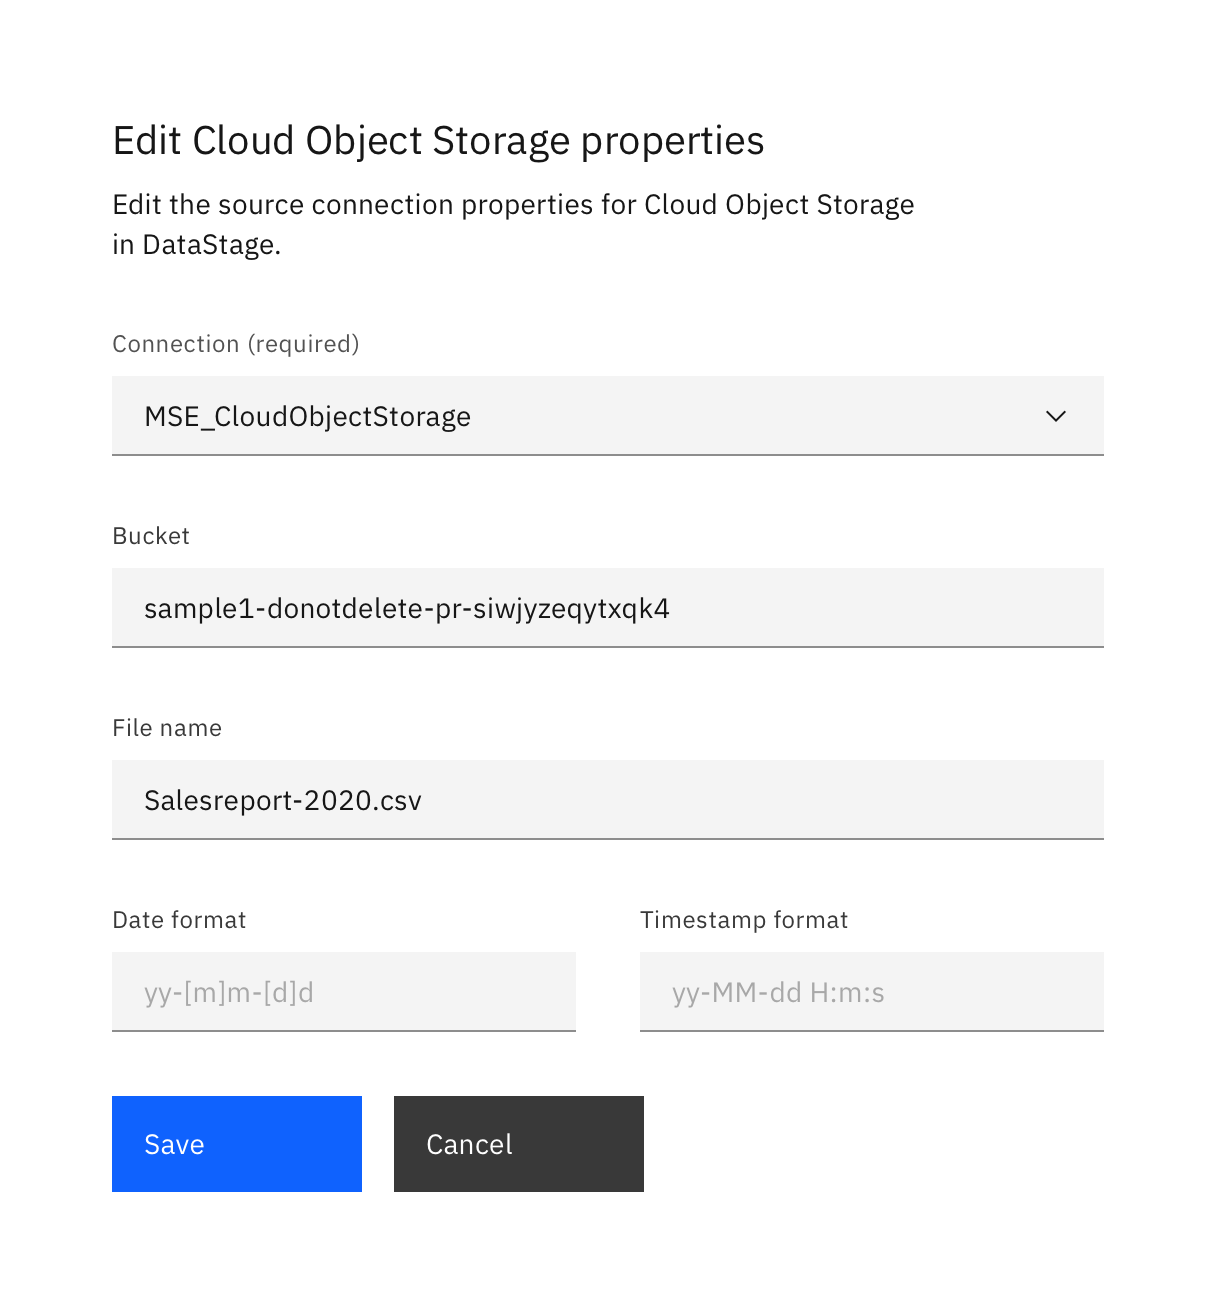 Edit Cloud Object Storage properties
Edit the source connection properties for Cloud Object Storage
in DataStage.
Connection (required)
MSE_CloudObjectStorage
Bucket
sample1-donotdelete-pr-siwjyzeqytxqk4
File name
Salesreport-2020.csv
Date format
Timestamp format
yy-[m]m-[d]d
yy-MM-dd H:m:s
Save
Cancel